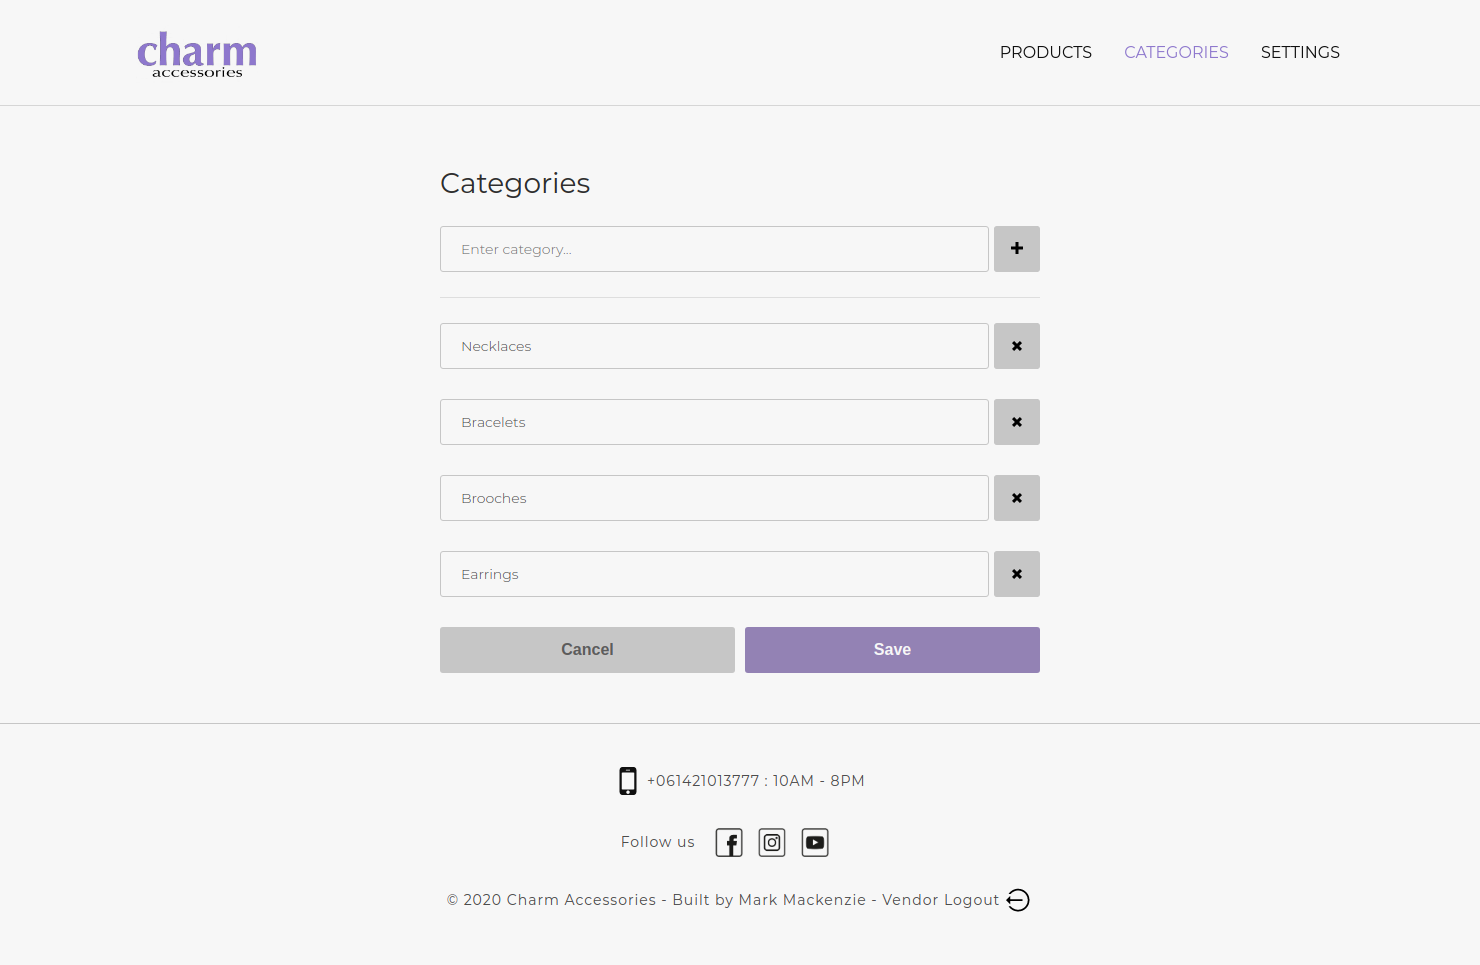 charm
accessories
PRODUCTS CATEGORIES SETTINGS
Categories
Enter category...
Necklaces
Bracelets
Brooches
Earrings
Cancel Save
+061421013777 : 10AM - 8PM
Follow us
© 2020 Charm Accessories - Built by Mark Mackenzie - Vendor Logout